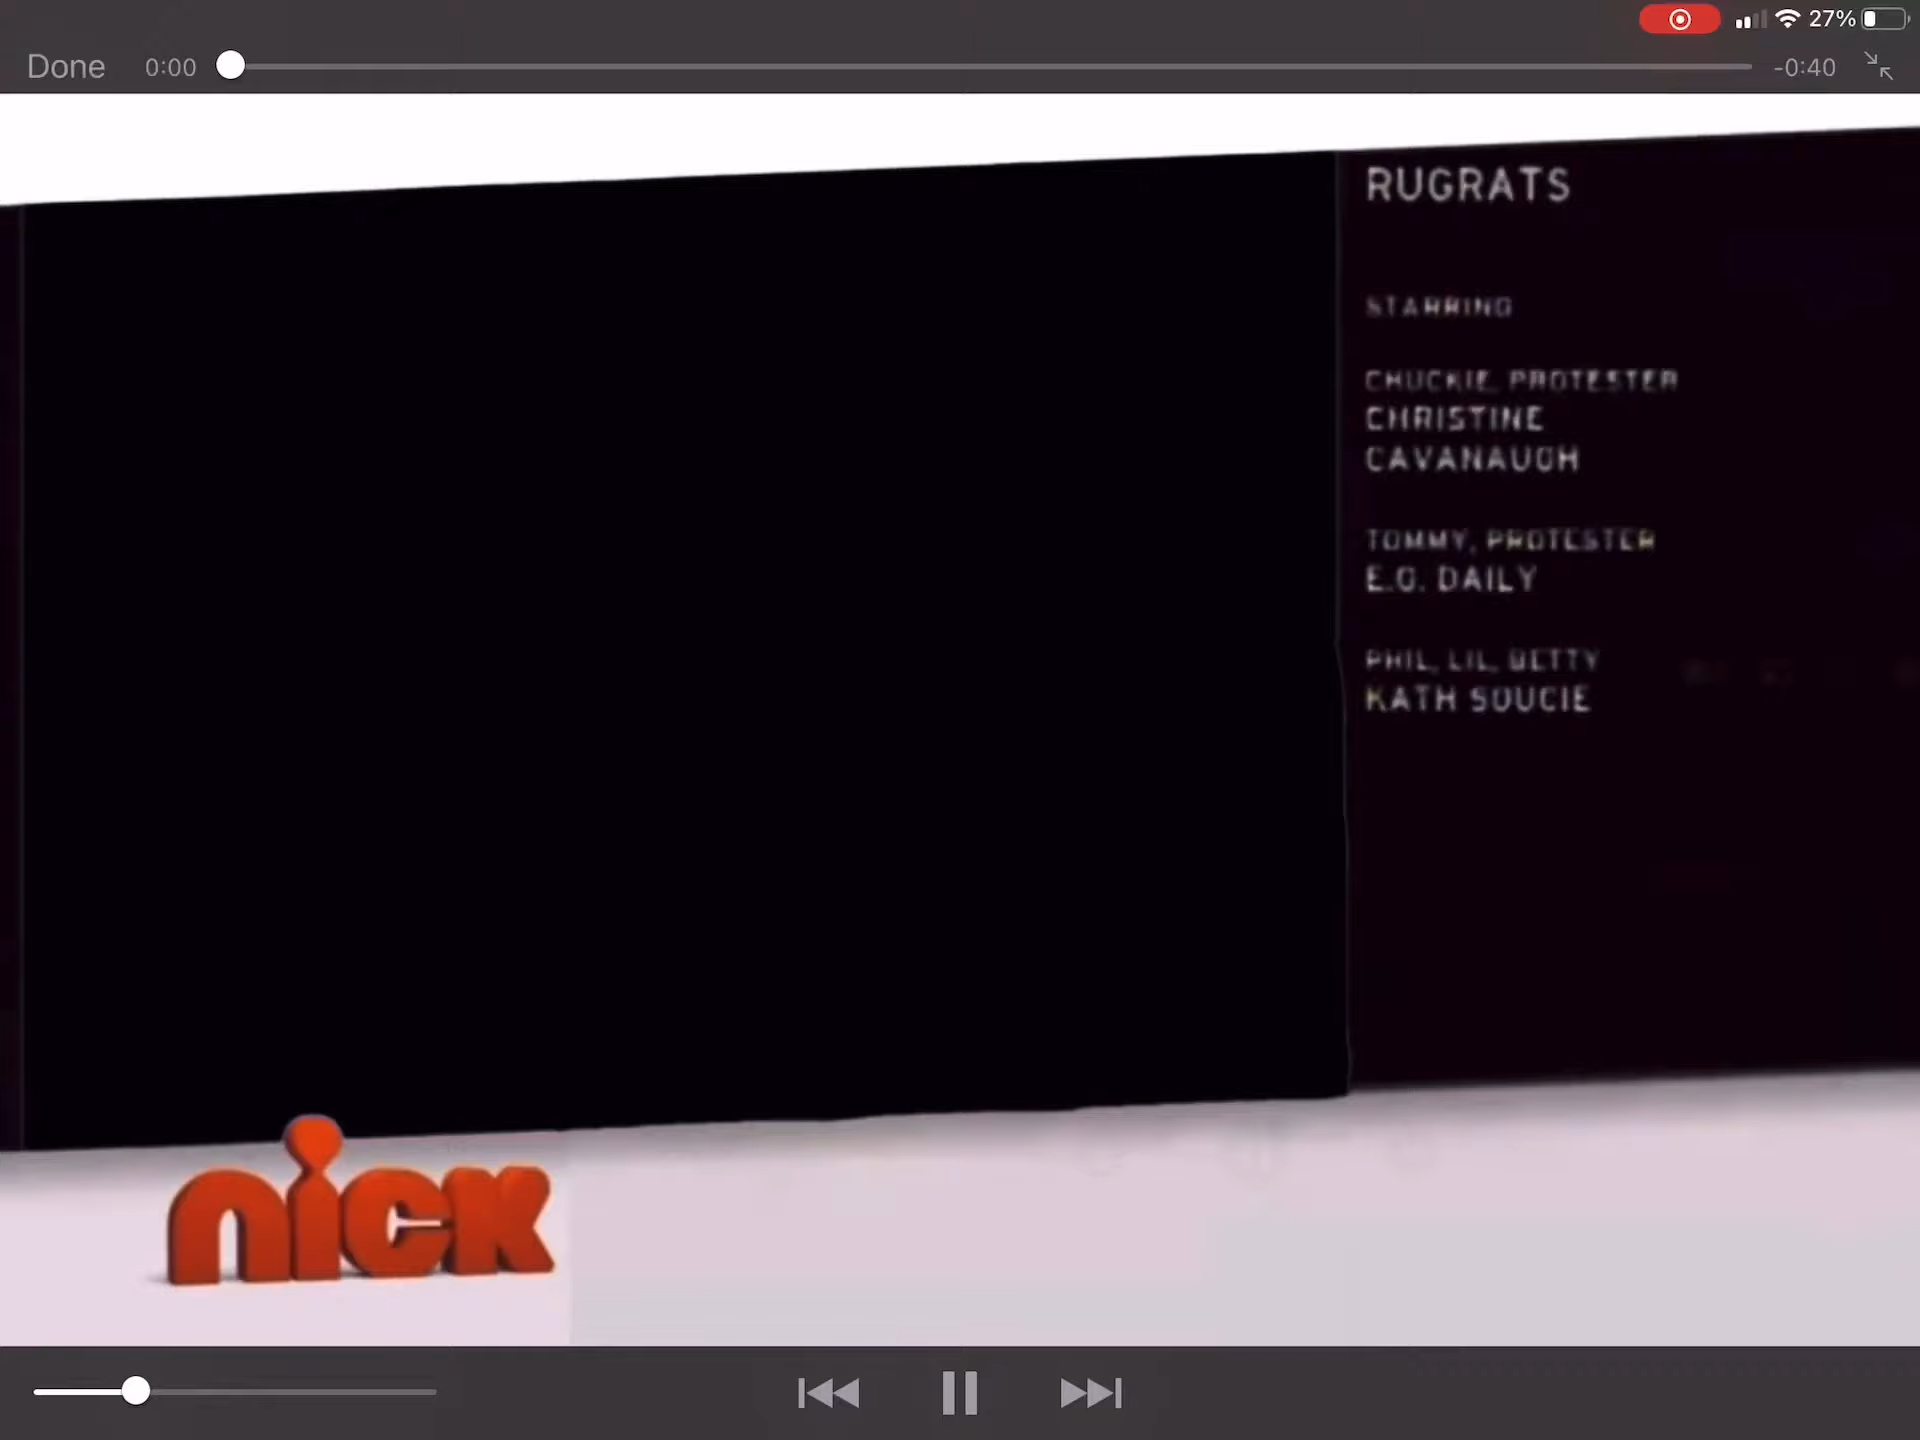 27%
Done 0:00 -0:40
RUGRATS
STARRING
CHUCKIE, PROTESTER
CHRISTINE
CAVANAUGH
TOMMY, PROTESTER
E.G. DAILY
PHIL, LIL, BETTY
KATH SOUCIE
nick